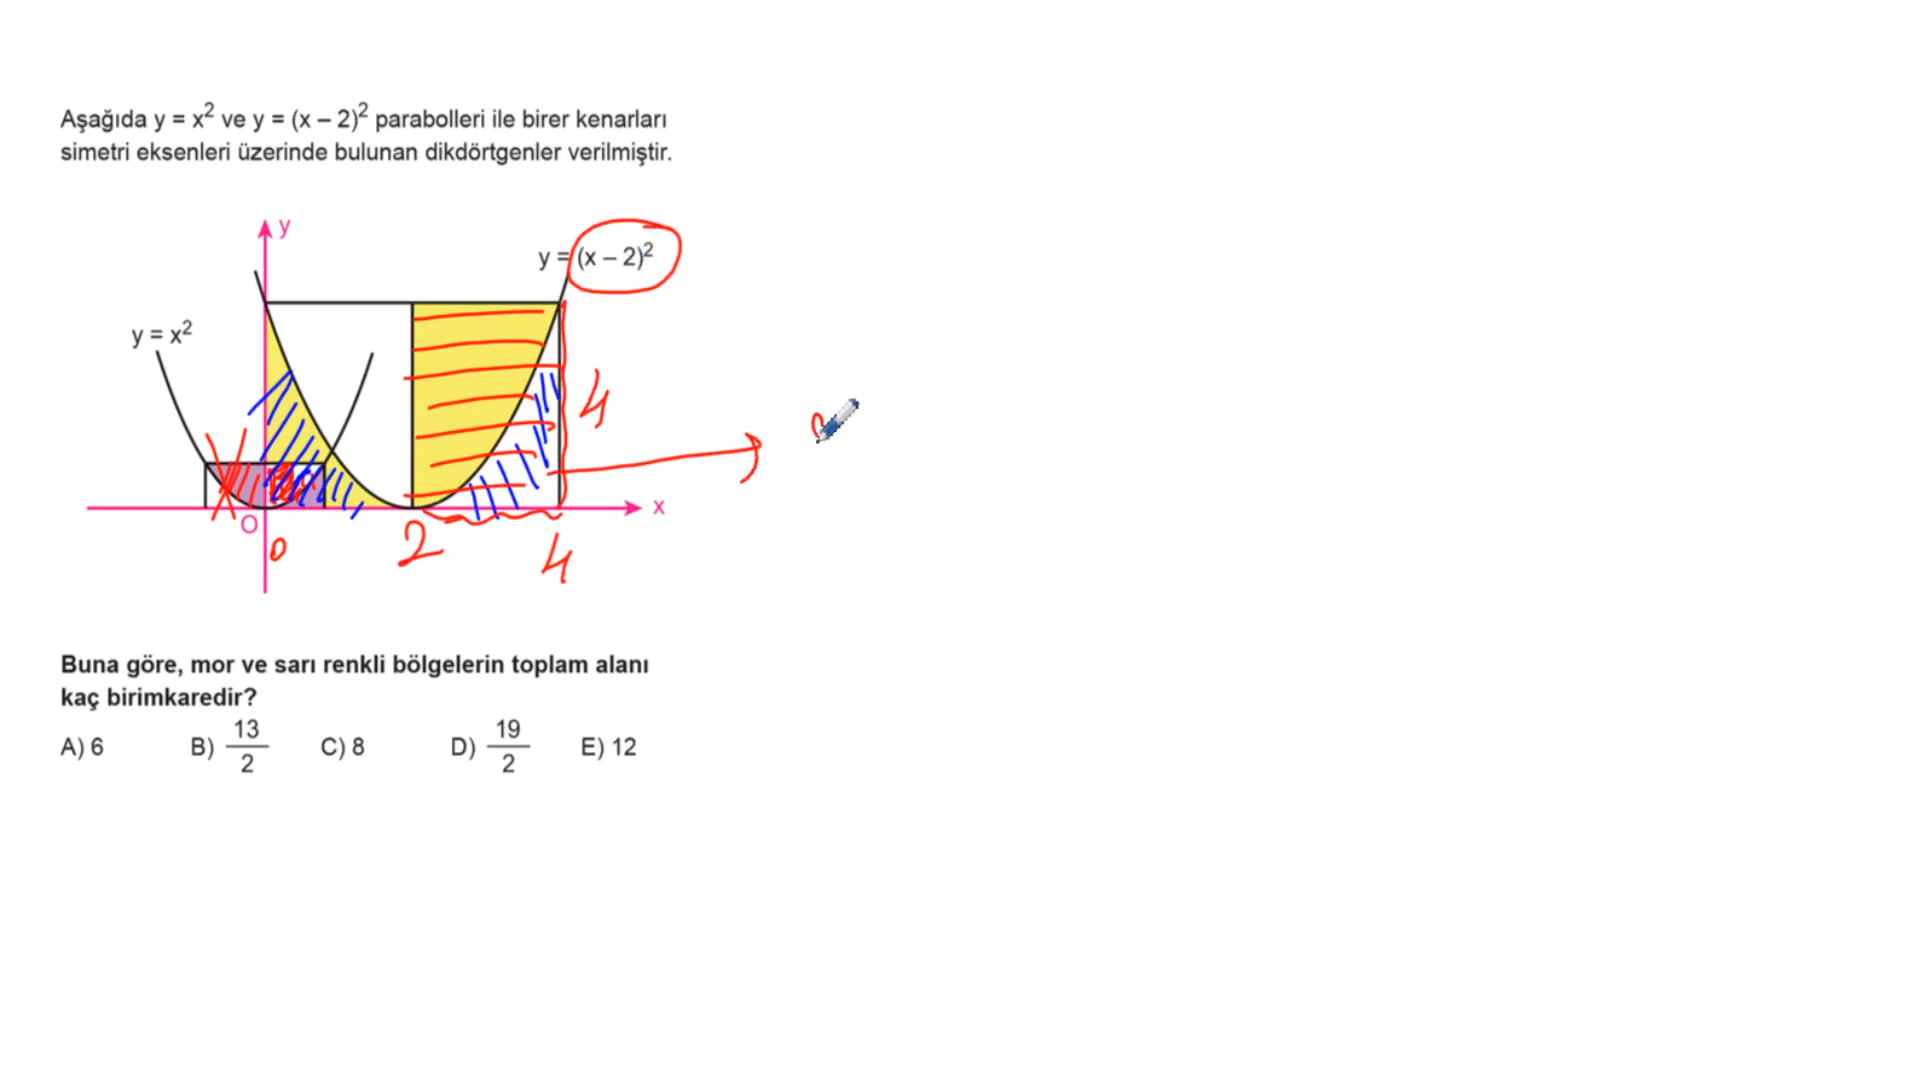 Aşağıda y = x² ve y = (x – 2)² parabolleri ile birer kenarları
simetri eksenleri üzerinde bulunan dikdörtgenler verilmiştir.
y
y = (x – 2)²
y = x²
4
O
x
0
2
4
Buna göre, mor ve sarı renkli bölgelerin toplam alanı
kaç birimkaredir?
A) 6 B) 13/2 C) 8 D) 19/2 E) 12